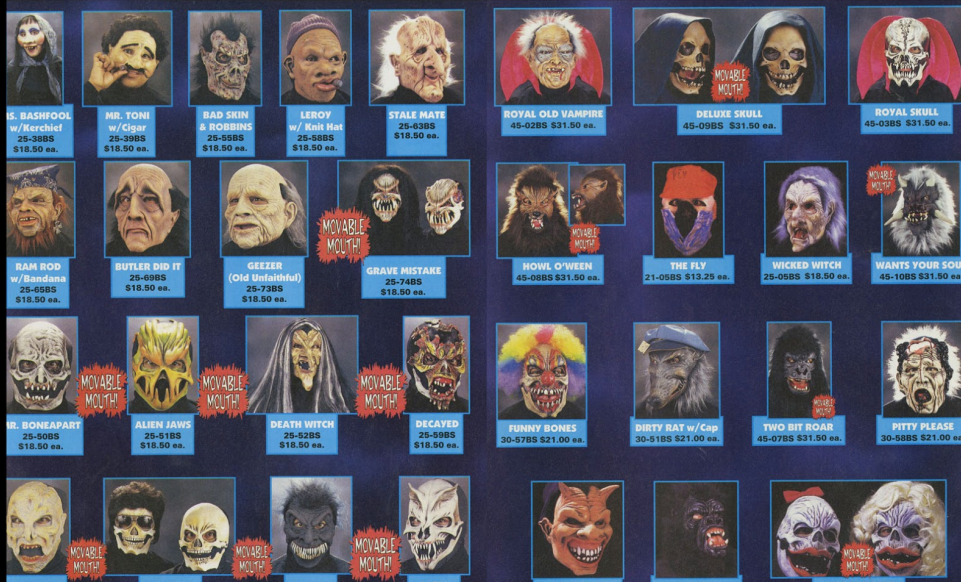 S. BASHFOOL
w/Kerchief
25-38BS
$18.50 ea.
MR. TONI
w/Cigar
25-39BS
$18.50 ea.
BAD SKIN
& ROBBINS
25-55BS
$18.50 ea.
LEROY
w/ Knit Hat
25-58BS
$18.50 ea.
STALE MATE
25-63BS
$18.50 ea.
ROYAL OLD VAMPIRE
45-02BS $31.50 ea.
MOVABLE
MOUTH!
DELUXE SKULL
45-09BS $31.50 ea.
ROYAL SKULL
45-03BS $31.50 ea.
RAM ROD
w/Bandana
25-65BS
$18.50 ea.
BUTLER DID IT
25-69BS
$18.50 ea.
GEEZER
(Old Unfaithful)
25-73BS
$18.50 ea.
MOVABLE
MOUTH!
GRAVE MISTAKE
25-74BS
$18.50 ea.
MOVABLE
MOUTH!
HOWL O'WEEN
45-08BS $31.50 ea.
THE FLY
21-05BS $13.25 ea.
WICKED WITCH
25-05BS $18.50 ea.
MOVABLE
MOUTH!
WANTS YOUR SOU
45-10BS $31.50 ea
R. BONEAPART
25-50BS
$18.50 ea.
MOVABLE
MOUTH!
ALIEN JAWS
25-51BS
$18.50 ea.
MOVABLE
MOUTH!
DEATH WITCH
25-52BS
$18.50 ea.
MOVABLE
MOUTH!
DECAYED
25-59BS
$18.50 ea.
FUNNY BONES
30-57BS $21.00 ea.
DIRTY RAT w/Cap
30-51BS $21.00 ea.
MOVABLE
MOUTH!
TWO BIT ROAR
45-07BS $31.50 ea.
PITTY PLEASE
30-58BS $21.00 ea.
MOVABLE
MOUTH!
MOVABLE
MOUTH!
MOVABLE
MOUTH!
MOVABLE
MOUTH!